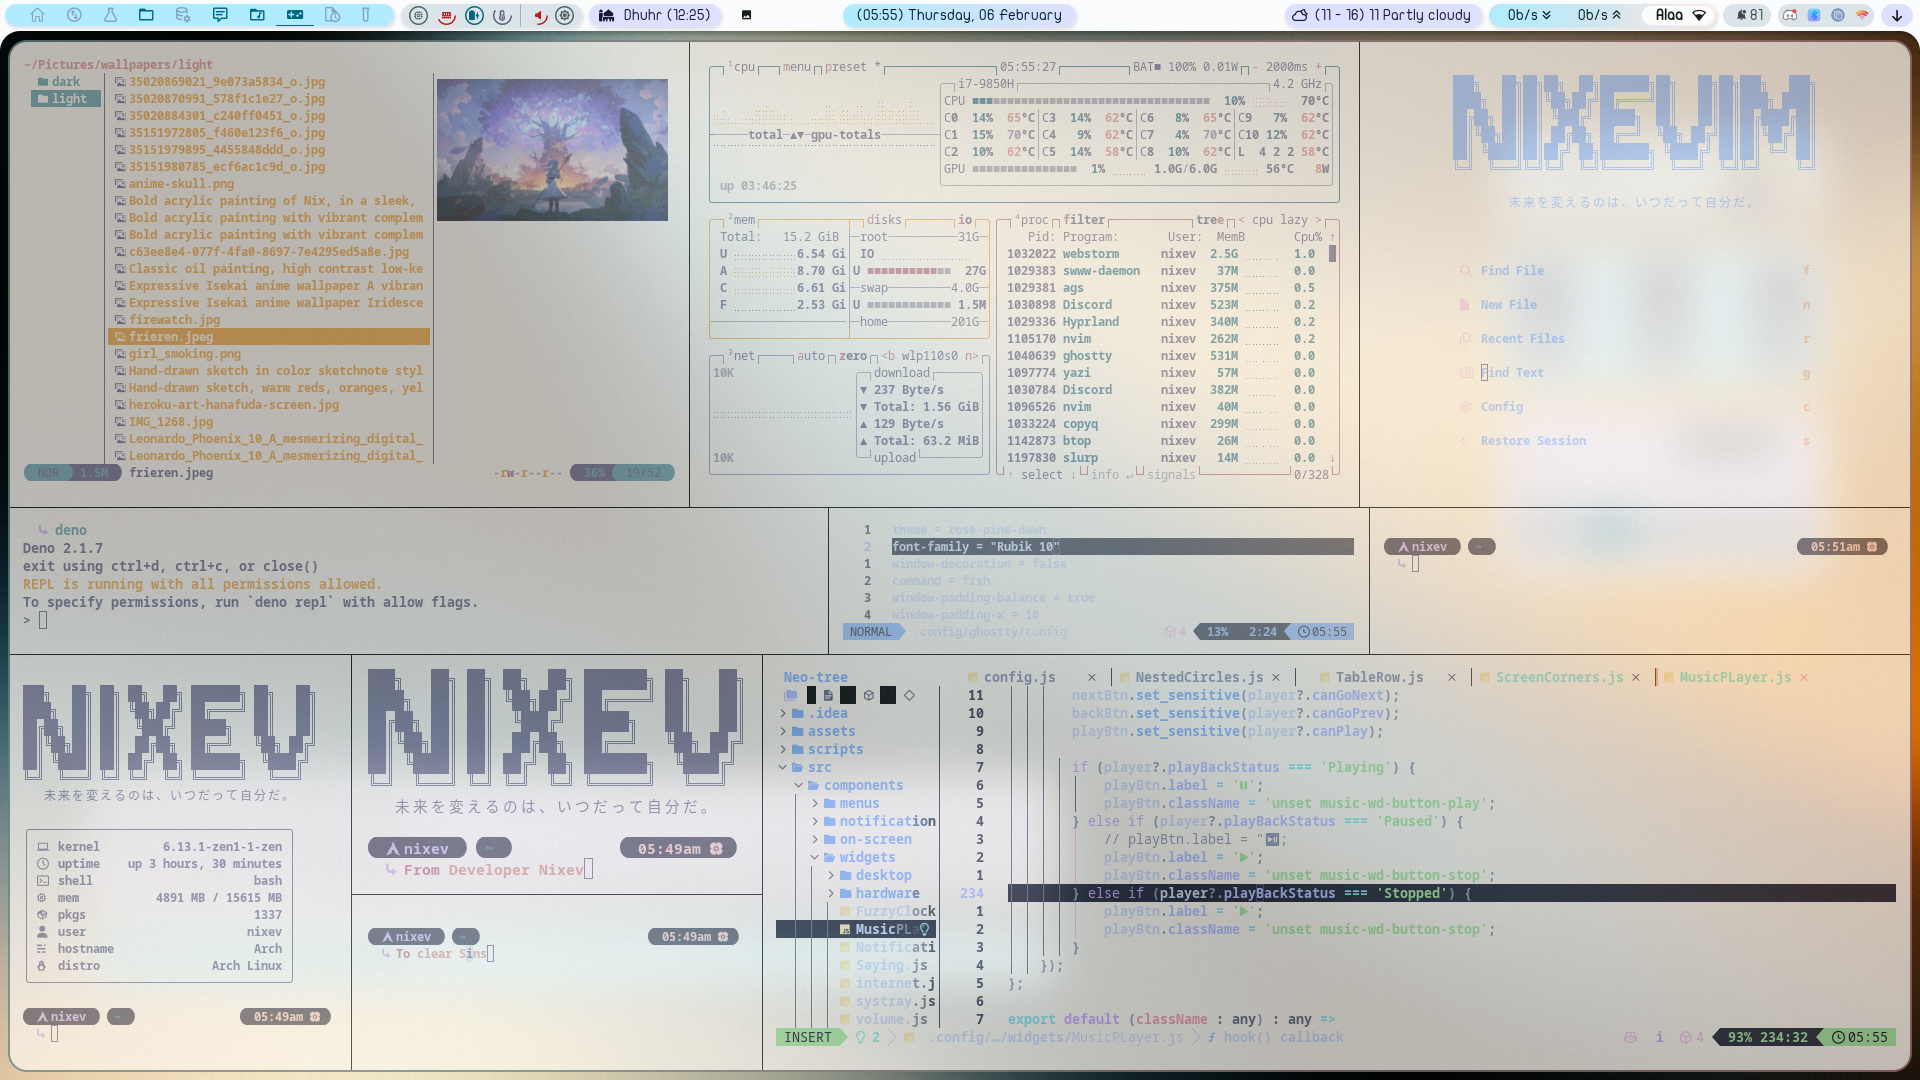 Dhuhr (12:25)
(05:55) Thursday, 06 February
(11 - 16) 11 Partly cloudy
0b/s
0b/s
Alaa
81
~/Pictures/wallpapers/light
dark
light
35020869021_9e073a5834_o.jpg
35020870991_578f1c1e27_o.jpg
35020884301_c240ff0451_o.jpg
35151972805_f460e123f6_o.jpg
35151979895_4455848ddd_o.jpg
35151980785_ecf6ac1c9d_o.jpg
anime-skull.png
Bold acrylic painting of Nix, in a sleek,
Bold acrylic painting with vibrant complem
Bold acrylic painting with vibrant complem
c63ee8e4-077f-4fa0-8697-7e4295ed5a8e.jpg
Classic oil painting, high contrast low-ke
Expressive Isekai anime wallpaper A vibran
Expressive Isekai anime wallpaper Iridesce
firewatch.jpg
frieren.jpeg
girl_smoking.png
Hand-drawn sketch in color sketchnote styl
Hand-drawn sketch, warm reds, oranges, yel
heroku-art-hanafuda-screen.jpg
IMG_1268.jpg
Leonardo_Phoenix_10_A_mesmerizing_digital_
Leonardo_Phoenix_10_A_mesmerizing_digital_
NOR 1.5M frieren.jpeg -rw-r--r-- 36% 19/52
1cpu menu preset * 05:55:27 BAT■ 100% 0.01W - 2000ms +
i7-9850H 4.2 GHz
CPU 10% 70°C
C0 14% 65°C C3 14% 62°C C6 8% 65°C C9 7% 62°C
total ▲▼ gpu-totals
C1 15% 70°C C4 9% 62°C C7 4% 70°C C10 12% 62°C
C2 10% 62°C C5 14% 58°C C8 10% 62°C L 4 2 2 58°C
GPU 1% 1.0G/6.0G 56°C 8W
up 03:46:25
2mem disks io
Total: 15.2 GiB
U 6.54 Gi
A 8.70 Gi
C 6.61 Gi
F 2.53 Gi
root 31G
IO
U 27G
swap 4.0G
U 1.5M
home 201G
3net auto zero <b wlp110s0 n>
10K
download
▼ 237 Byte/s
▼ Total: 1.56 GiB
▲ 129 Byte/s
▲ Total: 63.2 MiB
10K
upload
4proc filter tree < cpu lazy >
Pid: Program: User: MemB Cpu% ↑
1032022 webstorm nixev 2.5G 1.0
1029383 swww-daemon nixev 37M 0.0
1029381 ags nixev 375M 0.5
1030898 Discord nixev 523M 0.2
1029336 Hyprland nixev 340M 0.2
1105170 nvim nixev 262M 0.2
1040639 ghostty nixev 531M 0.0
1097774 yazi nixev 57M 0.0
1030784 Discord nixev 382M 0.0
1096526 nvim nixev 40M 0.0
1033224 copyq nixev 299M 0.0
1142873 btop nixev 26M 0.0
1197830 slurp nixev 14M 0.0 ↓
↑ select ↓ info ↵ signals 0/328
NIXEVIM
未来を変えるのは、いつだって自分だ。
Find File f
New File n
Recent Files r
Find Text g
Config c
Restore Session s
deno
Deno 2.1.7
exit using ctrl+d, ctrl+c, or close()
REPL is running with all permissions allowed.
To specify permissions, run `deno repl` with allow flags.
>
1 theme = rose-pine-dawn
2 font-family = "Rubik 10"
1 window-decoration = false
2 command = fish
3 window-padding-balance = true
4 window-padding-x = 10
NORMAL .config/ghostty/config 4 13% 2:24 05:55
nixev ~ 05:51am
NIXEV
未来を変えるのは、いつだって自分だ。
kernel 6.13.1-zen1-1-zen
uptime up 3 hours, 30 minutes
shell bash
mem 4891 MB / 15615 MB
pkgs 1337
user nixev
hostname Arch
distro Arch Linux
nixev ~ 05:49am
NIXEV
未来を変えるのは、いつだって自分だ。
nixev ~ 05:49am
From Developer Nixev
nixev ~ 05:49am
To clear Sins
Neo-tree
.idea
assets
scripts
src
components
menus
notification
on-screen
widgets
desktop
hardware
FuzzyClock
MusicPLa
Notificati
Saying.js
internet.j
systray.js
volume.js
config.js × NestedCircles.js × TableRow.js × ScreenCorners.js × MusicPLayer.js ×
11 nextBtn.set_sensitive(player?.canGoNext);
10 backBtn.set_sensitive(player?.canGoPrev);
9 playBtn.set_sensitive(player?.canPlay);
8
7 if (player?.playBackStatus === 'Playing') {
6 playBtn.label = '⏸';
5 playBtn.className = 'unset music-wd-button-play';
4 } else if (player?.playBackStatus === 'Paused') {
3 // playBtn.label = "⏯;
2 playBtn.label = '▶';
1 playBtn.className = 'unset music-wd-button-stop';
234 } else if (player?.playBackStatus === 'Stopped') {
1 playBtn.label = '▶';
2 playBtn.className = 'unset music-wd-button-stop';
3 }
4 });
5 };
6
7 export default (className : any) : any =>
INSERT 2 .config/…/widgets/MusicPLayer.js ƒ hook() callback i 4 93% 234:32 05:55